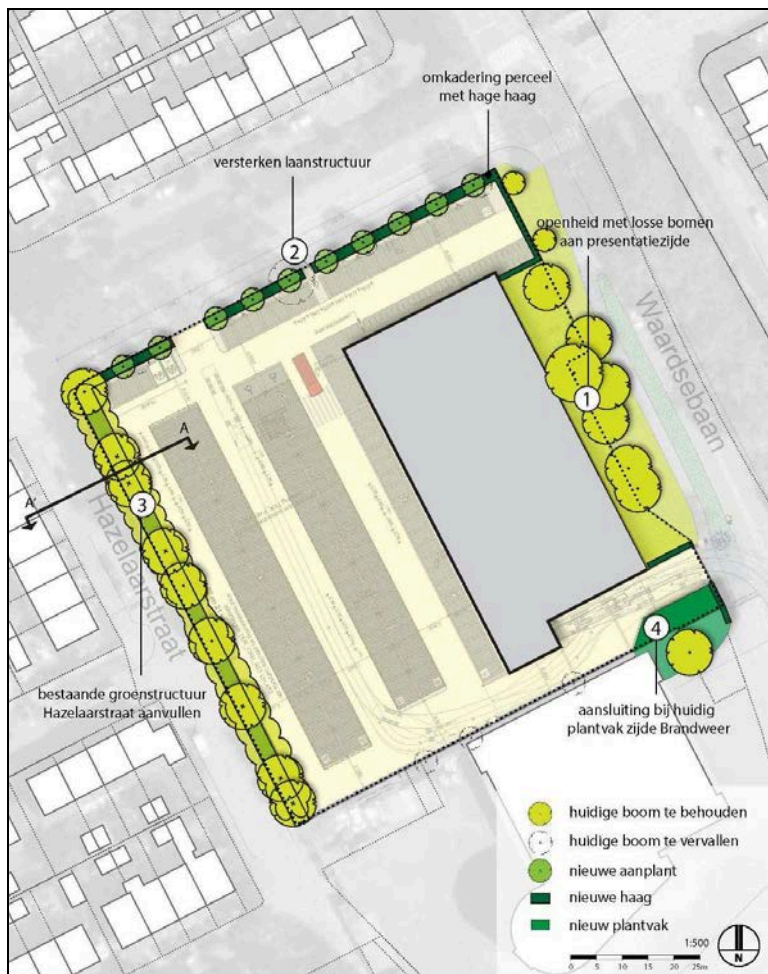 omkadering perceel
met hage haag
versterken laanstructuur
2
openheid met losse bomen
aan presentatiezijde
Waardsebaan
1
A
A'
Hazelaarstraat
3
4
bestaande groenstructuur
Hazelaarstraat aanvullen
aansluiting bij huidig
plantvak zijde Brandweer
huidige boom te behouden
huidige boom te vervallen
nieuwe aanplant
nieuwe haag
nieuw plantvak
1:500
0 5 10 15 20 25m
N